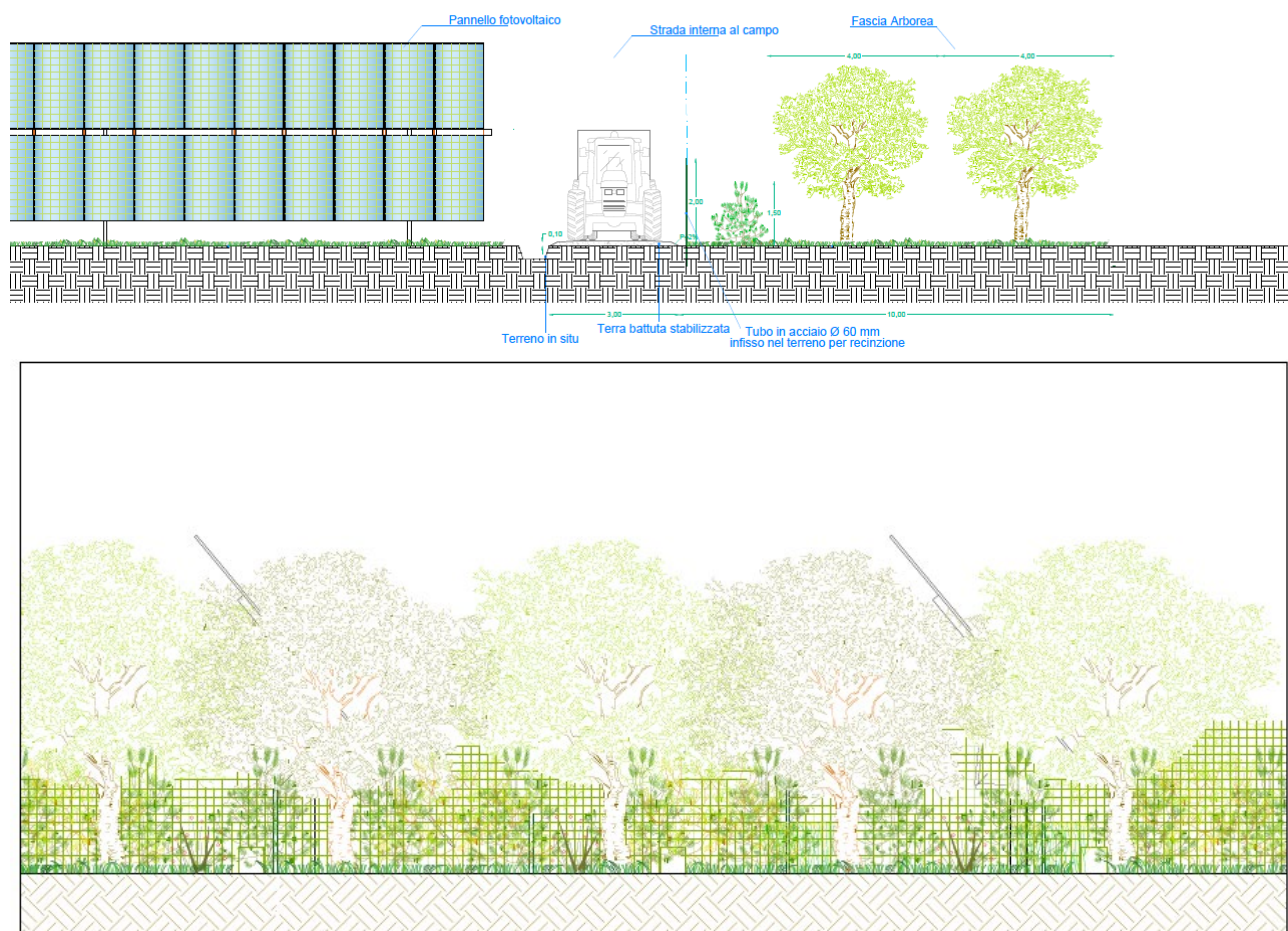 Pannello fotovoltaico
Strada interna al campo
Fascia Arborea
4,00
4,00
2,00
1,50
0,10
P=2%
3,00
10,00
Terreno in situ
Terra battuta stabilizzata
Tubo in acciaio Ø 60 mm
infisso nel terreno per recinzione